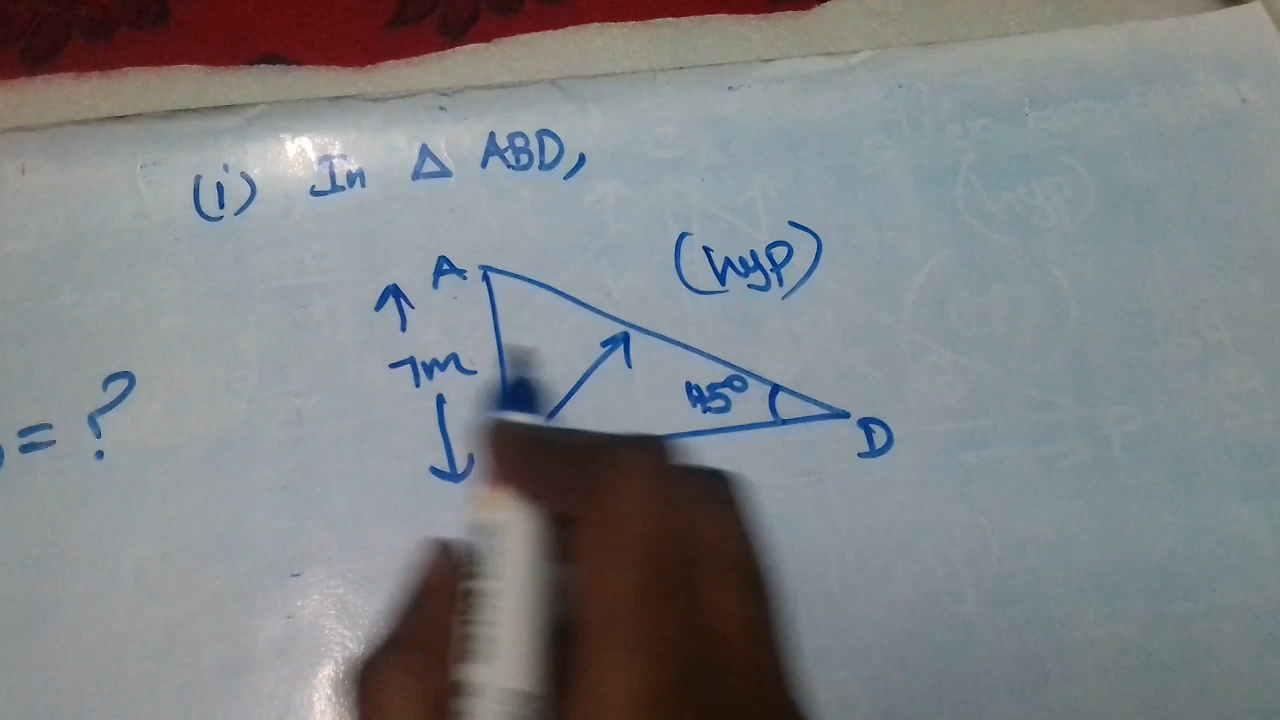 (i) In Δ ABD,
(hyp)
A
↑
7m
↓
45°
D
= ?